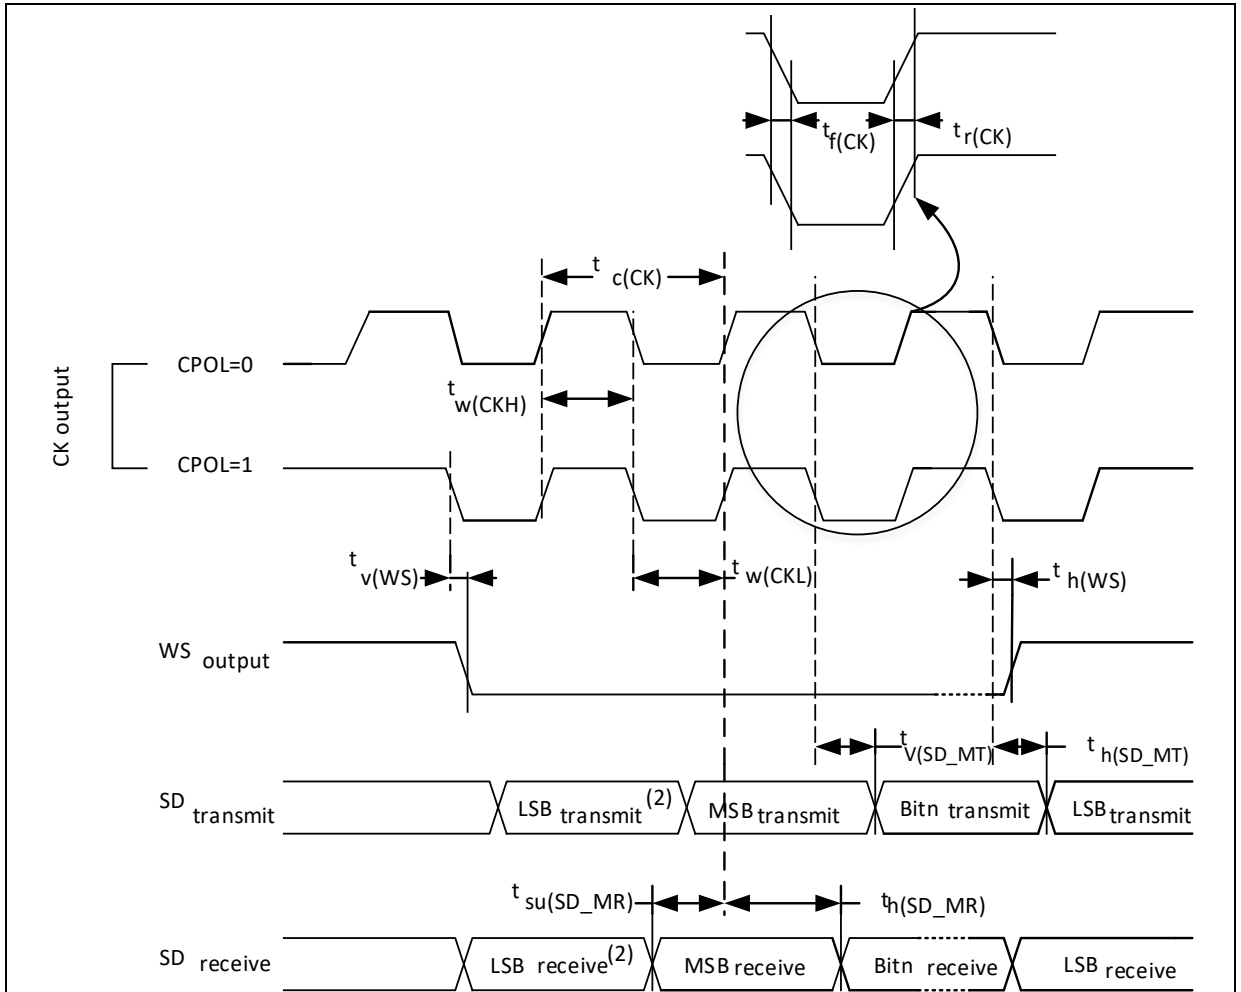 t f(CK)
t r(CK)
t c(CK)
CK output
CPOL=0
t w(CKH)
CPOL=1
t v(WS)
t w(CKL)
t h(WS)
WS output
t V(SD_MT)
t h(SD_MT)
SD transmit
LSB transmit (2)
MSB transmit
Bitn transmit
LSB transmit
t su(SD_MR)
t h(SD_MR)
SD receive
LSB receive (2)
MSB receive
Bitn receive
LSB receive